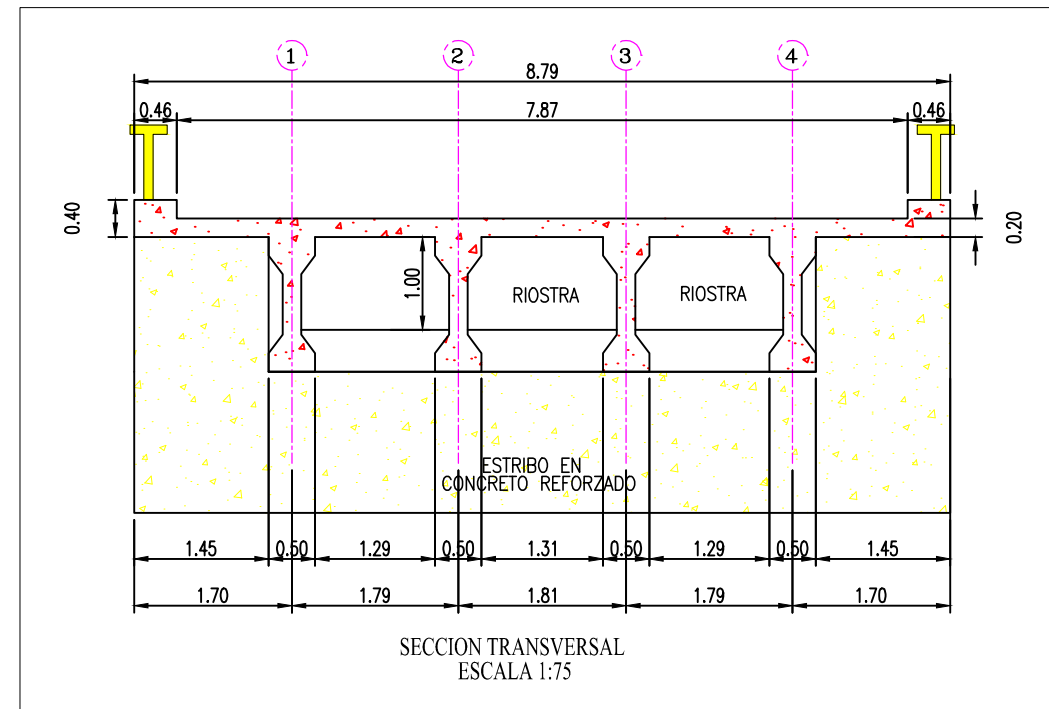 1 2 3 4
8.79
0.46 7.87 0.46
0.40
0.20
1.00
RIOSTRA RIOSTRA
ESTRIBO EN
CONCRETO REFORZADO
1.45 0.50 1.29 0.50 1.31 0.50 1.29 0.50 1.45
1.70 1.79 1.81 1.79 1.70
SECCION TRANSVERSAL
ESCALA 1:75